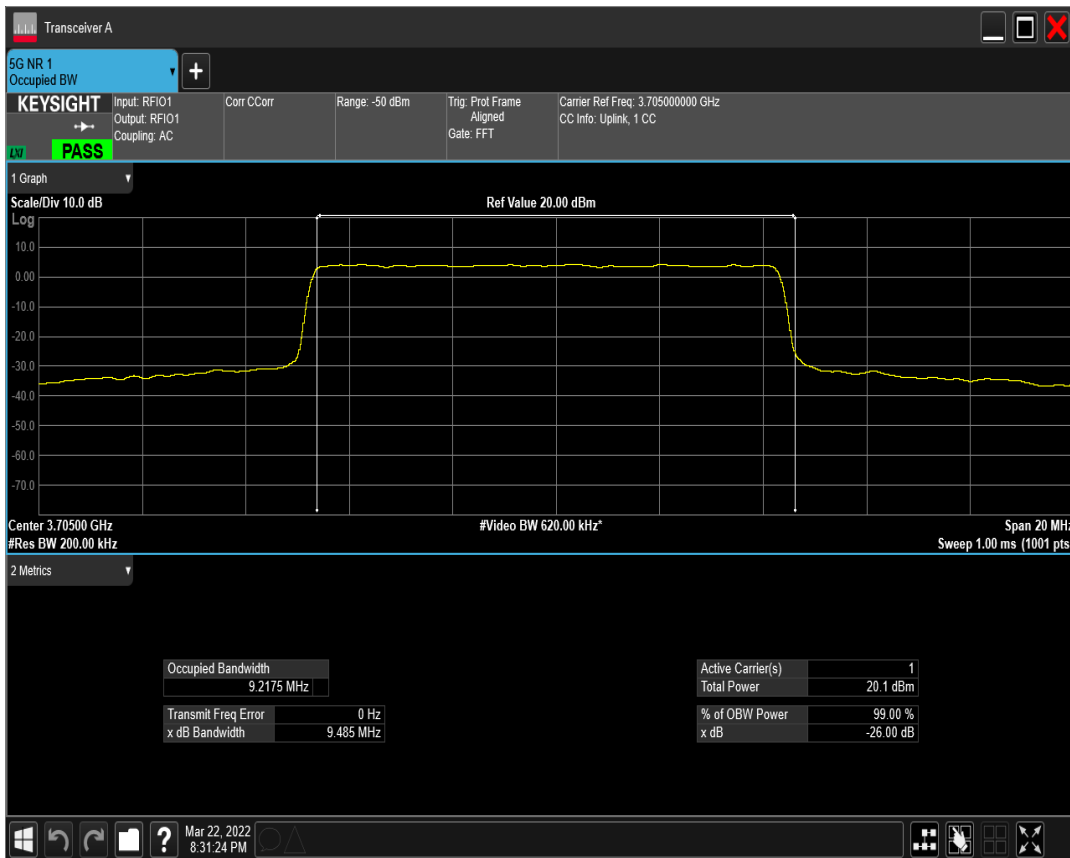 Transceiver A
5G NR 1
Occupied BW
+
KEYSIGHT
LXI
PASS
Input: RFIO1
Output: RFIO1
Coupling: AC
Corr CCorr
Range: -50 dBm
Trig: Prot Frame
Aligned
Gate: FFT
Carrier Ref Freq: 3.705000000 GHz
CC Info: Uplink, 1 CC
1 Graph
Scale/Div 10.0 dB
Ref Value 20.00 dBm
Log
10.0
0.00
-10.0
-20.0
-30.0
-40.0
-50.0
-60.0
-70.0
Center 3.70500 GHz
#Video BW 620.00 kHz*
Span 20 MHz
#Res BW 200.00 kHz
Sweep 1.00 ms (1001 pts
2 Metrics
Occupied Bandwidth
9.2175 MHz
Transmit Freq Error 0 Hz
x dB Bandwidth 9.485 MHz
Active Carrier(s) 1
Total Power 20.1 dBm
% of OBW Power 99.00 %
x dB -26.00 dB
?
Mar 22, 2022
8:31:24 PM